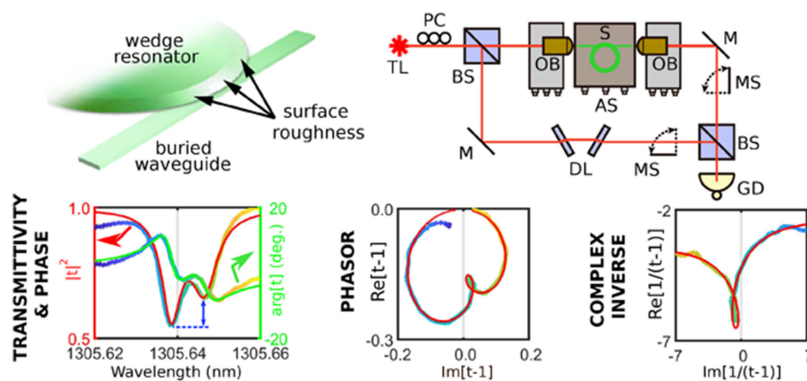 wedge
resonator
surface
roughness
buried
waveguide
TL
PC
BS
OB
S
OB
AS
M
MS
M
DL
MS
BS
GD
TRANSMITTIVITY
& PHASE
|t|²
1.0
0.5
20
-20
arg[t] (deg.)
1305.62
1305.64
1305.66
Wavelength (nm)
PHASOR
Re[t-1]
0.0
-0.3
-0.2
0.0
0.2
Im[t-1]
COMPLEX
INVERSE
Re[1/(t-1)]
-2
-7
-7
0
7
Im[1/(t-1)]